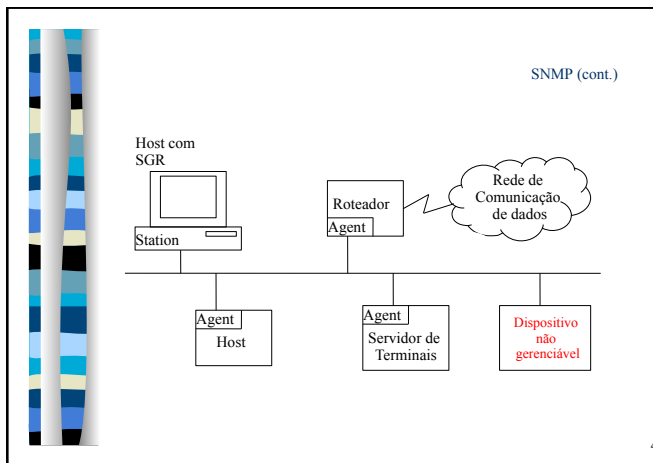 SNMP (cont.)
Host com
SGR
Station
Roteador
Agent
Rede de
Comunicação
de dados
Agent
Host
Agent
Servidor de
Terminais
Dispositivo
não
gerenciável
4